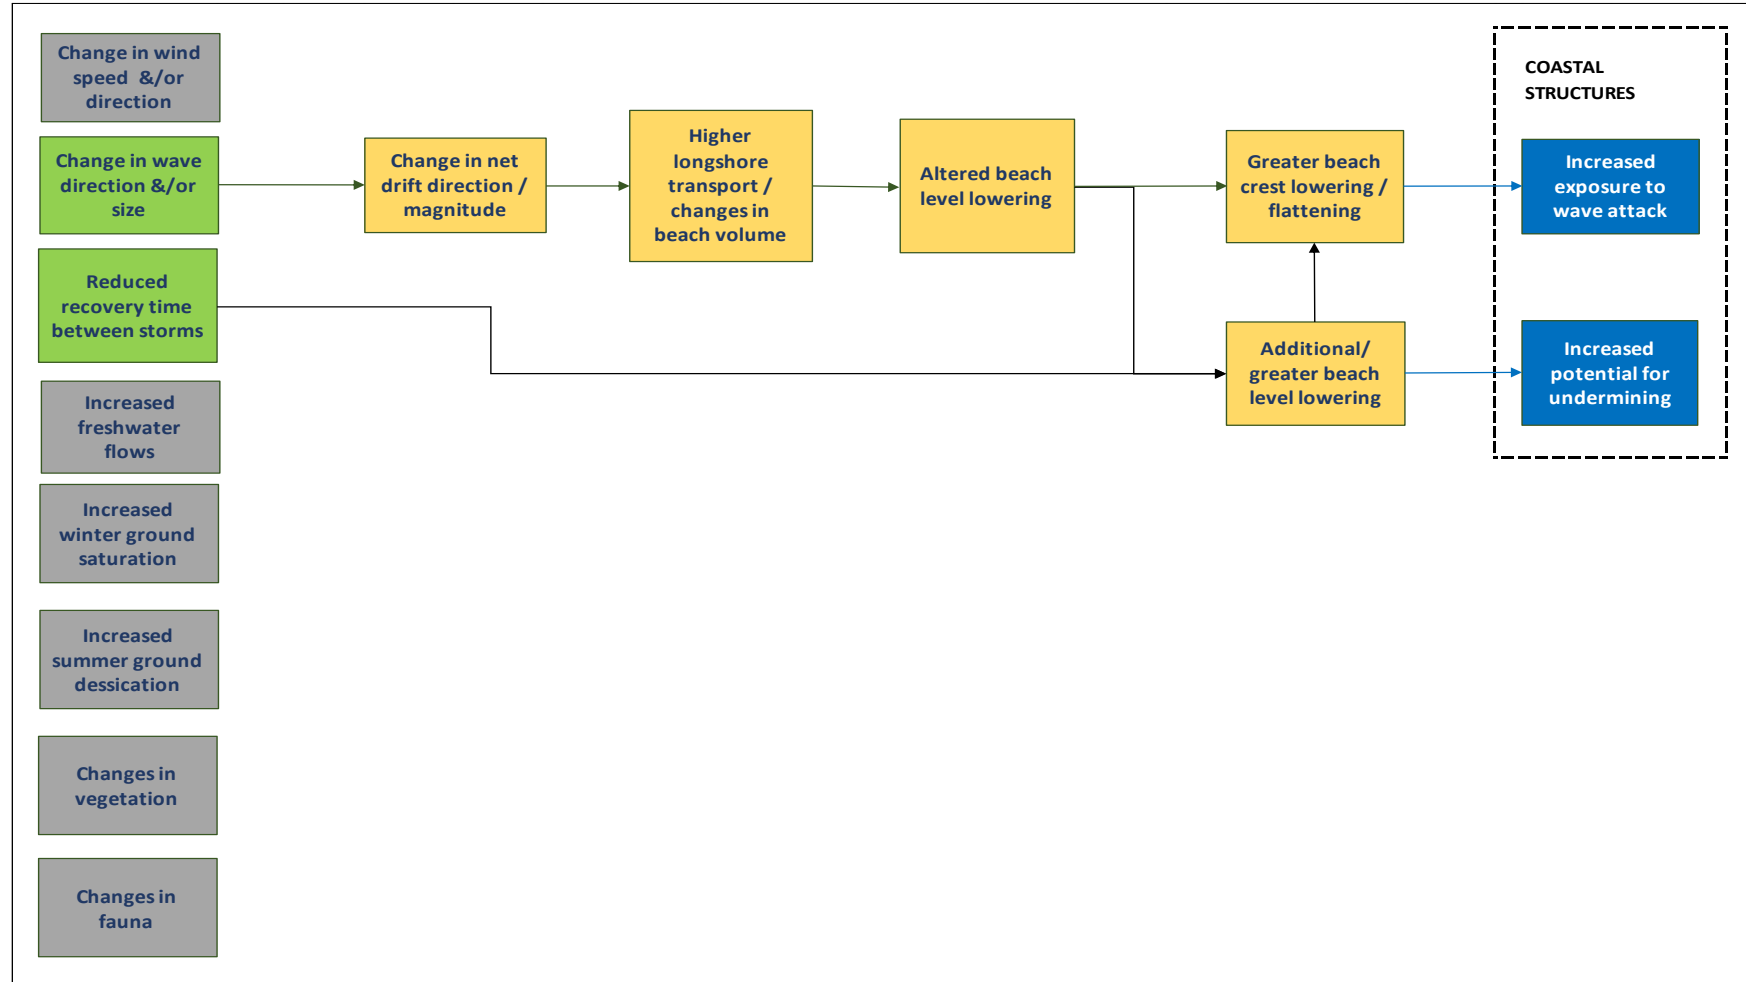 Change in wind
speed &/or
direction
Change in wave
direction &/or
size
Reduced
recovery time
between storms
Increased
freshwater
flows
Increased
winter ground
saturation
Increased
summer ground
dessication
Changes in
vegetation
Changes in
fauna
Change in net
drift direction /
magnitude
Higher
longshore
transport /
changes in
beach volume
Altered beach
level lowering
Greater beach
crest lowering /
flattening
Additional/
greater beach
level lowering
COASTAL
STRUCTURES
Increased
exposure to
wave attack
Increased
potential for
undermining